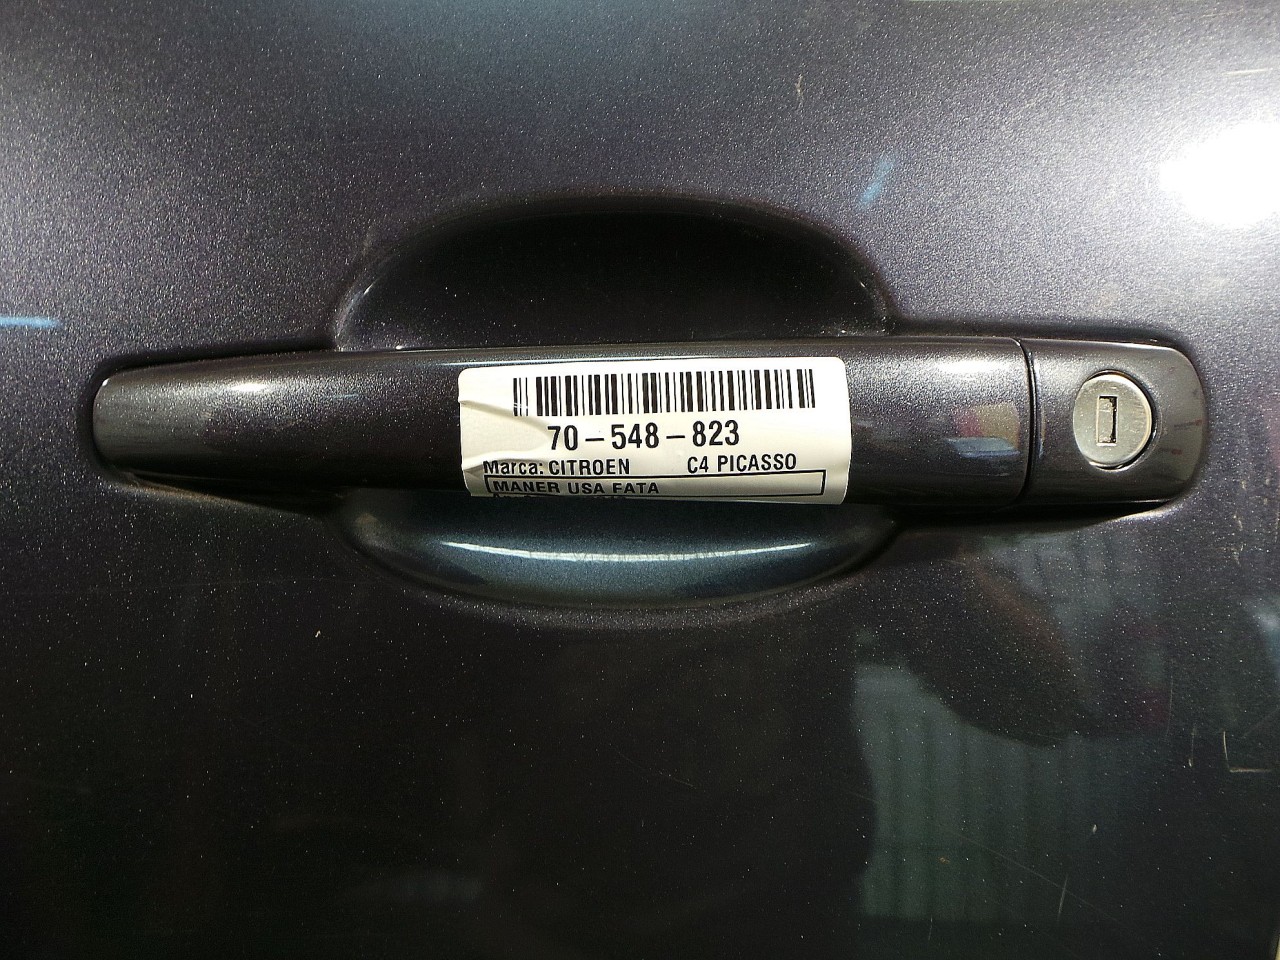 70-548-823
Marca: CITROEN C4 PICASSO
MANER USA FATA